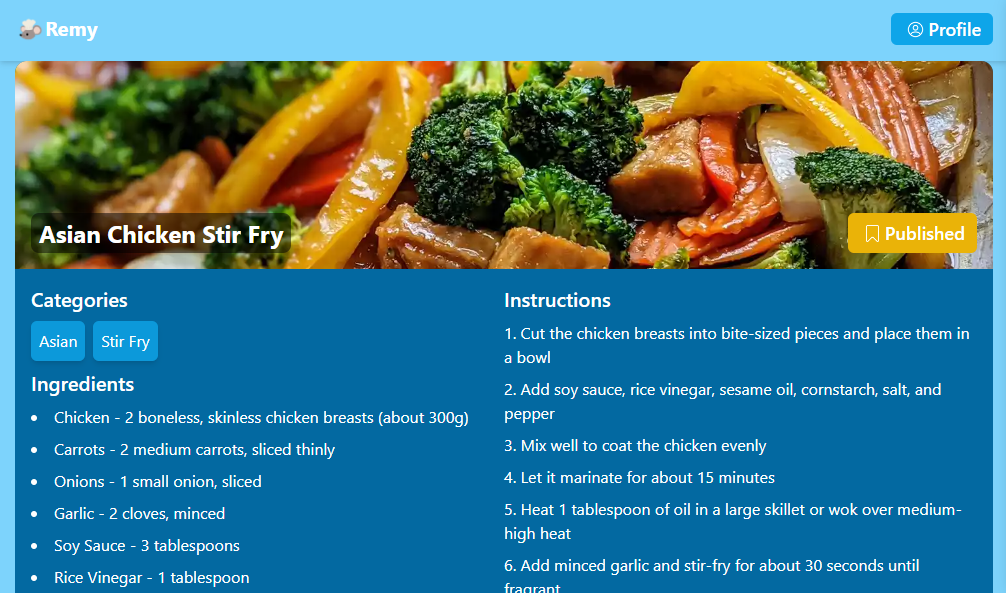 Remy
Profile
Asian Chicken Stir Fry
Published
Categories
Asian
Stir Fry
Ingredients
• Chicken - 2 boneless, skinless chicken breasts (about 300g)
• Carrots - 2 medium carrots, sliced thinly
• Onions - 1 small onion, sliced
• Garlic - 2 cloves, minced
• Soy Sauce - 3 tablespoons
• Rice Vinegar - 1 tablespoon
Instructions
1. Cut the chicken breasts into bite-sized pieces and place them in
a bowl
2. Add soy sauce, rice vinegar, sesame oil, cornstarch, salt, and
pepper
3. Mix well to coat the chicken evenly
4. Let it marinate for about 15 minutes
5. Heat 1 tablespoon of oil in a large skillet or wok over medium-
high heat
6. Add minced garlic and stir-fry for about 30 seconds until
fragrant